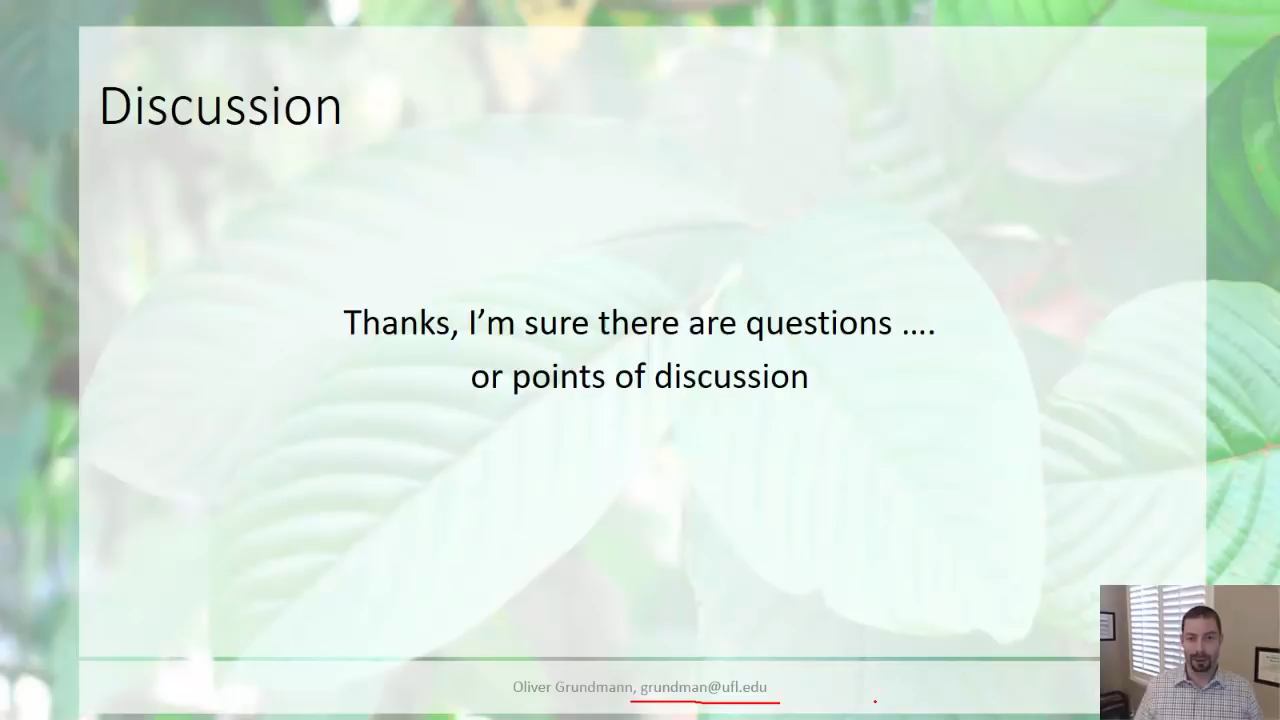 Discussion
Thanks, I’m sure there are questions ….
or points of discussion
Oliver Grundmann, grundman@ufl.edu